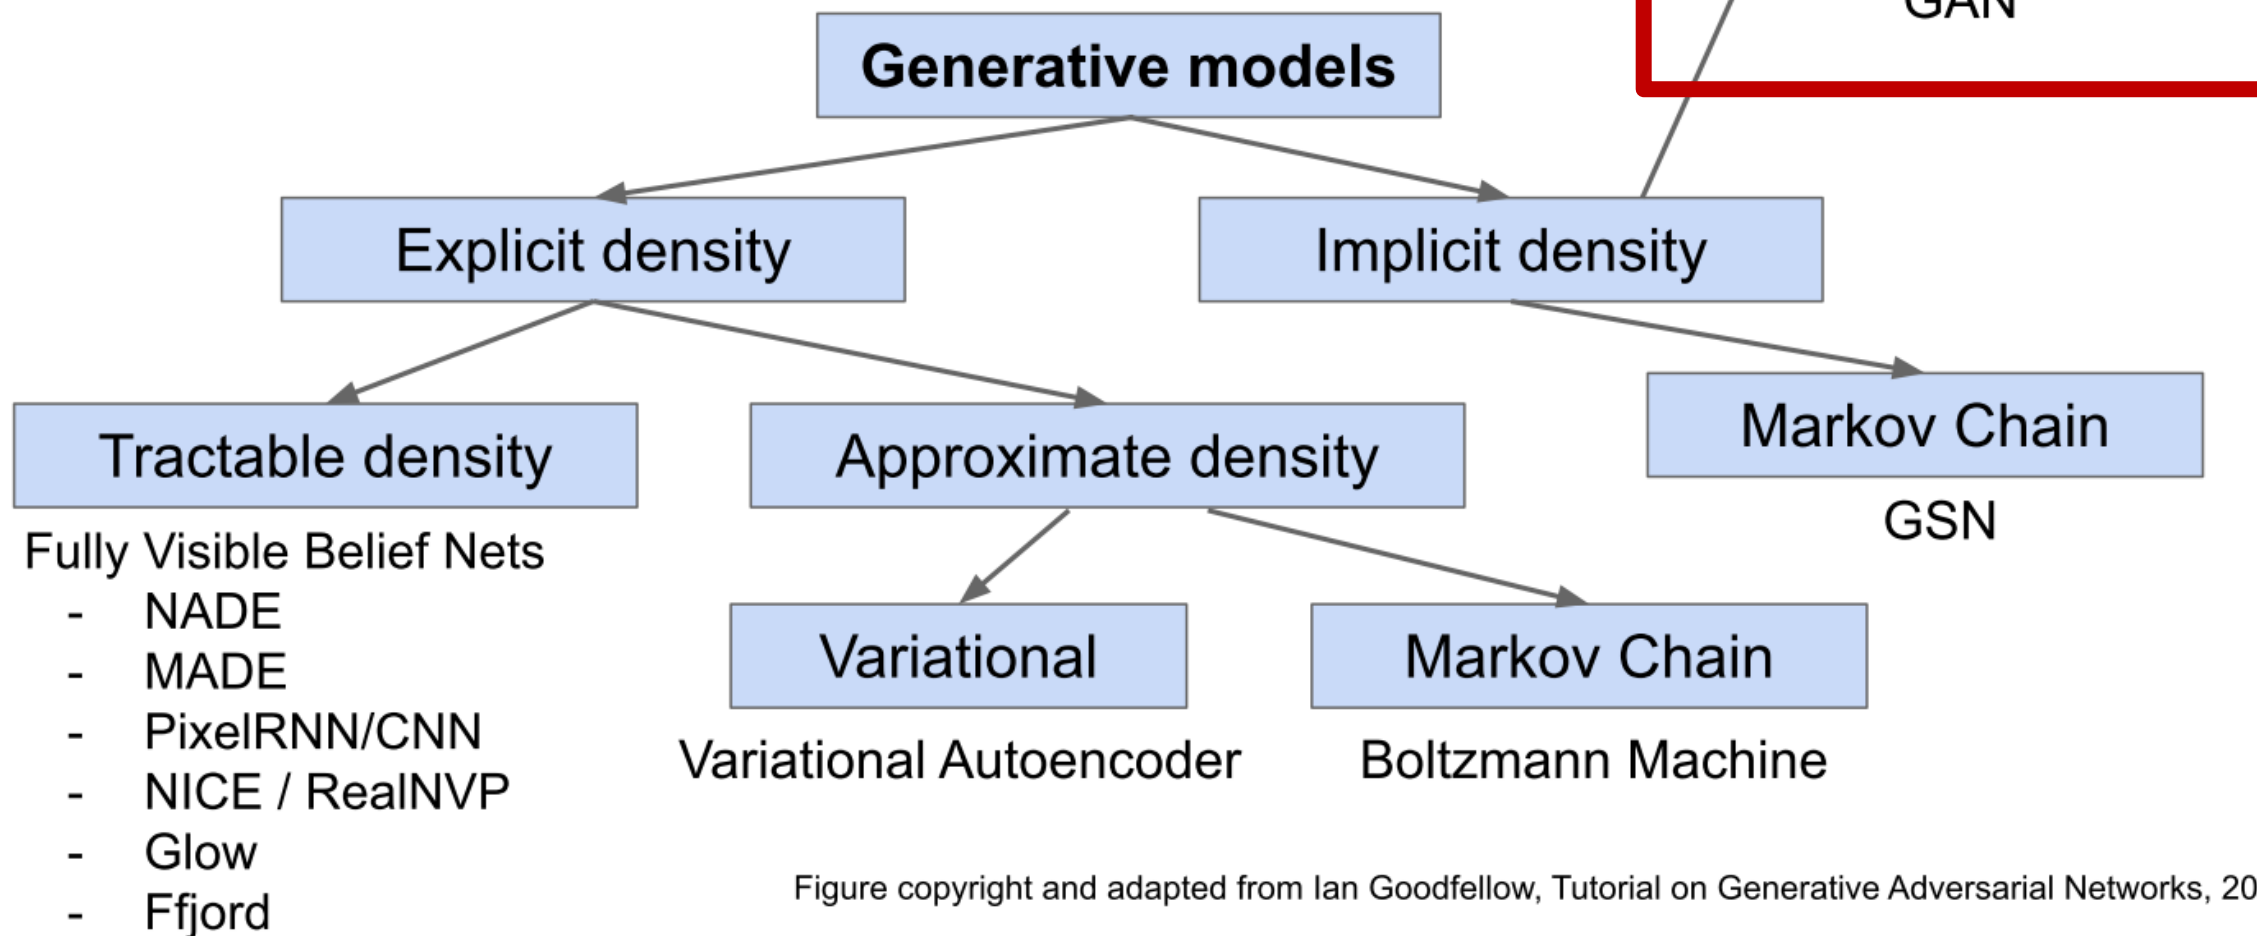 GAN
Generative models
Explicit density
Implicit density
Tractable density
Approximate density
Markov Chain
GSN
Fully Visible Belief Nets
- NADE
- MADE
- PixelRNN/CNN
- NICE / RealNVP
- Glow
- Ffjord
Variational
Markov Chain
Variational Autoencoder
Boltzmann Machine
Figure copyright and adapted from Ian Goodfellow, Tutorial on Generative Adversarial Networks, 20